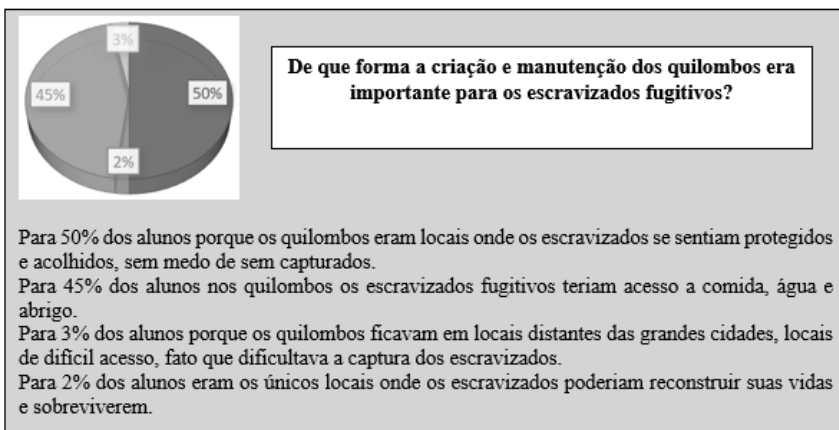 3%
De que forma a criação e manutenção dos quilombos era
importante para os escravizados fugitivos?
45%
50%
2%
Para 50% dos alunos porque os quilombos eram locais onde os escravizados se sentiam protegidos
e acolhidos, sem medo de sem capturados.
Para 45% dos alunos nos quilombos os escravizados fugitivos teriam acesso a comida, água e
abrigo.
Para 3% dos alunos porque os quilombos ficavam em locais distantes das grandes cidades, locais
de difícil acesso, fato que dificultava a captura dos escravizados.
Para 2% dos alunos eram os únicos locais onde os escravizados poderiam reconstruir suas vidas
e sobreviverem.